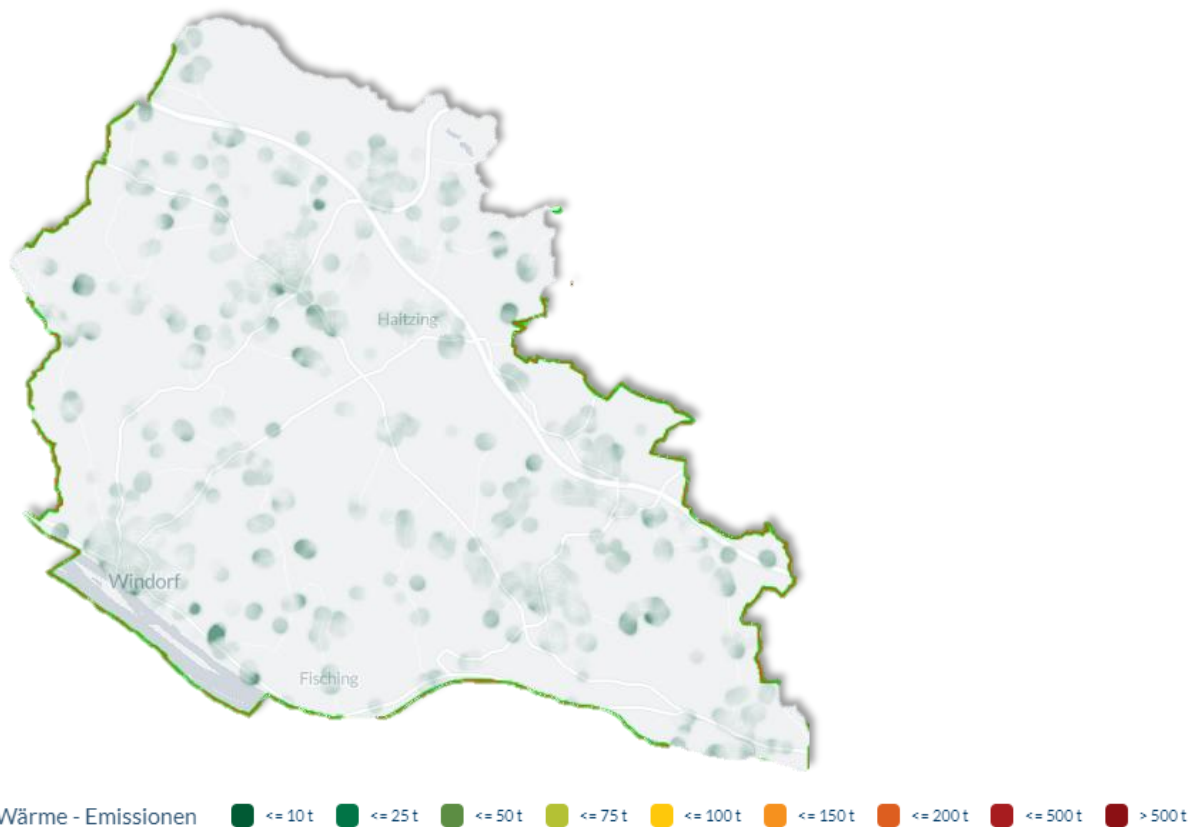 Haitzing
Windorf
Fisching
Wärme - Emissionen <= 10 t <= 25 t <= 50 t <= 75 t <= 100 t <= 150 t <= 200 t <= 500 t > 500 t